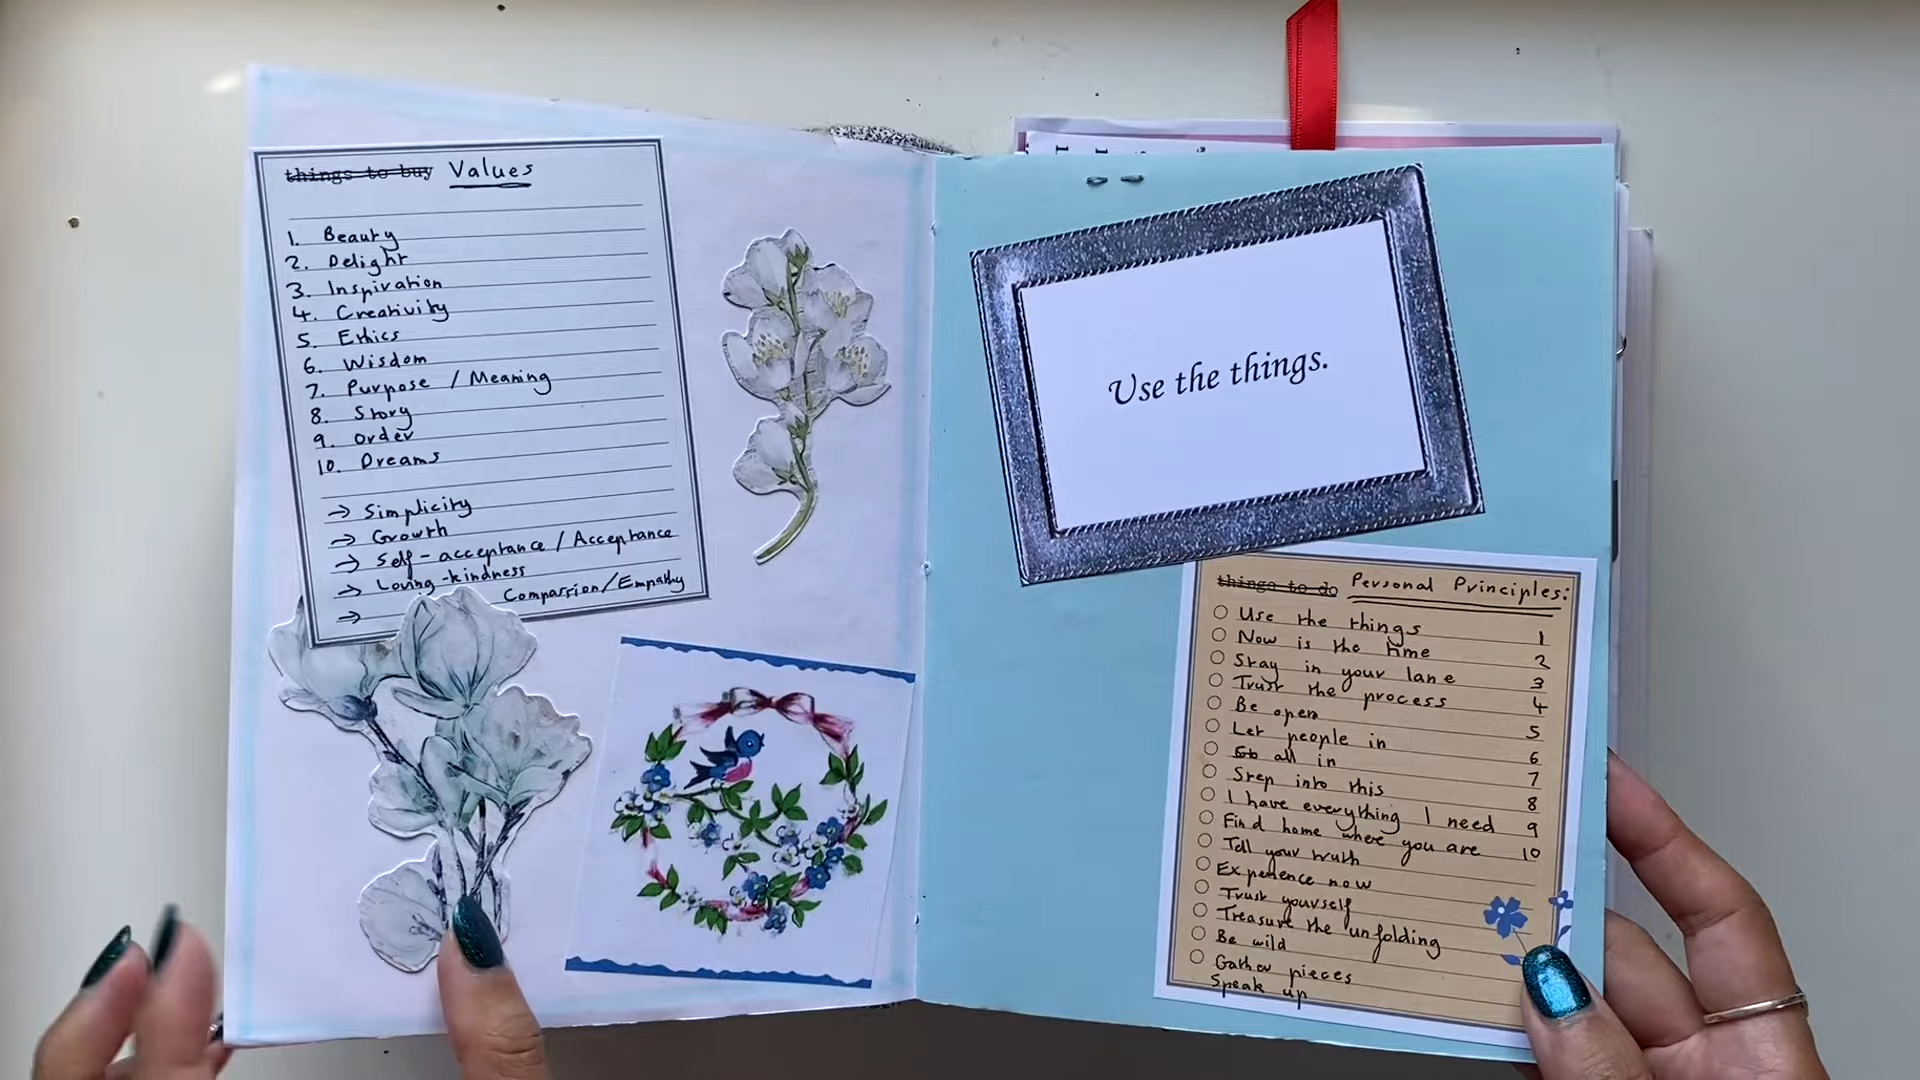 things to buy Values
1. Beauty
2. Delight
3. Inspiration
4. Creativity
5. Ethics
6. Wisdom
7. Purpose / Meaning
8. Story
9. Order
10. Dreams
→ Simplicity
→ Growth
→ Self-acceptance / Acceptance
→ Loving-kindness
→ Compassion/Empathy
Use the things.
things to do Personal Principles:
Use the things 1
Now is the time 2
Stay in your lane 3
Trust the process 4
Be open 5
Let people in 6
Go all in 7
Step into this 8
I have everything I need 9
Find home where you are 10
Tell your truth
Experience now
Trust yourself
Treasure the unfolding
Be wild
Gather pieces
Speak up